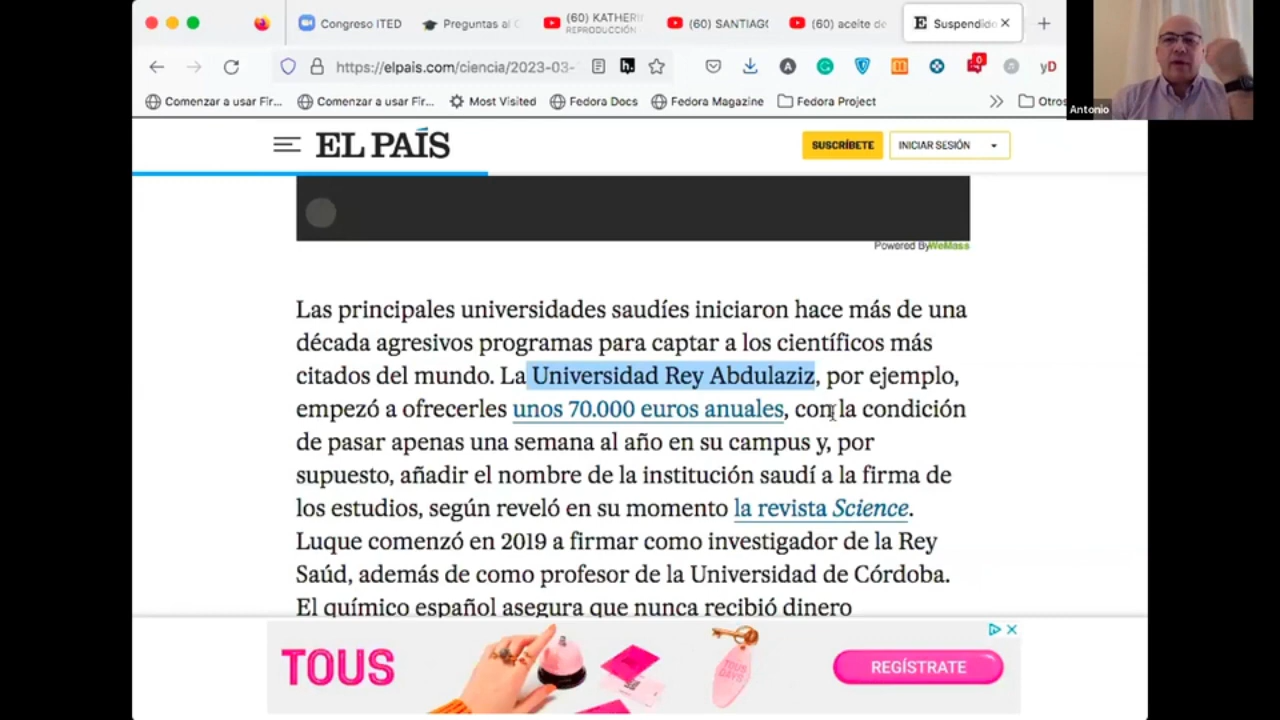 Congreso ITED
Preguntas al C
(60) KATHERI
REPRODUCCIÓN
(60) SANTIAGO
(60) aceite de
Suspendido
https://elpais.com/ciencia/2023-03-
Comenzar a usar Fir...
Comenzar a usar Fir...
Most Visited
Fedora Docs
Fedora Magazine
Fedora Project
Otros
Antonio
EL PAÍS
SUSCRÍBETE
INICIAR SESIÓN
Powered By WeMass
Las principales universidades saudíes iniciaron hace más de una
década agresivos programas para captar a los científicos más
citados del mundo. La Universidad Rey Abdulaziz, por ejemplo,
empezó a ofrecerles unos 70.000 euros anuales, con la condición
de pasar apenas una semana al año en su campus y, por
supuesto, añadir el nombre de la institución saudí a la firma de
los estudios, según reveló en su momento la revista Science.
Luque comenzó en 2019 a firmar como investigador de la Rey
Saúd, además de como profesor de la Universidad de Córdoba.
El químico español asegura que nunca recibió dinero
TOUS
TOUS
DAYS
REGÍSTRATE